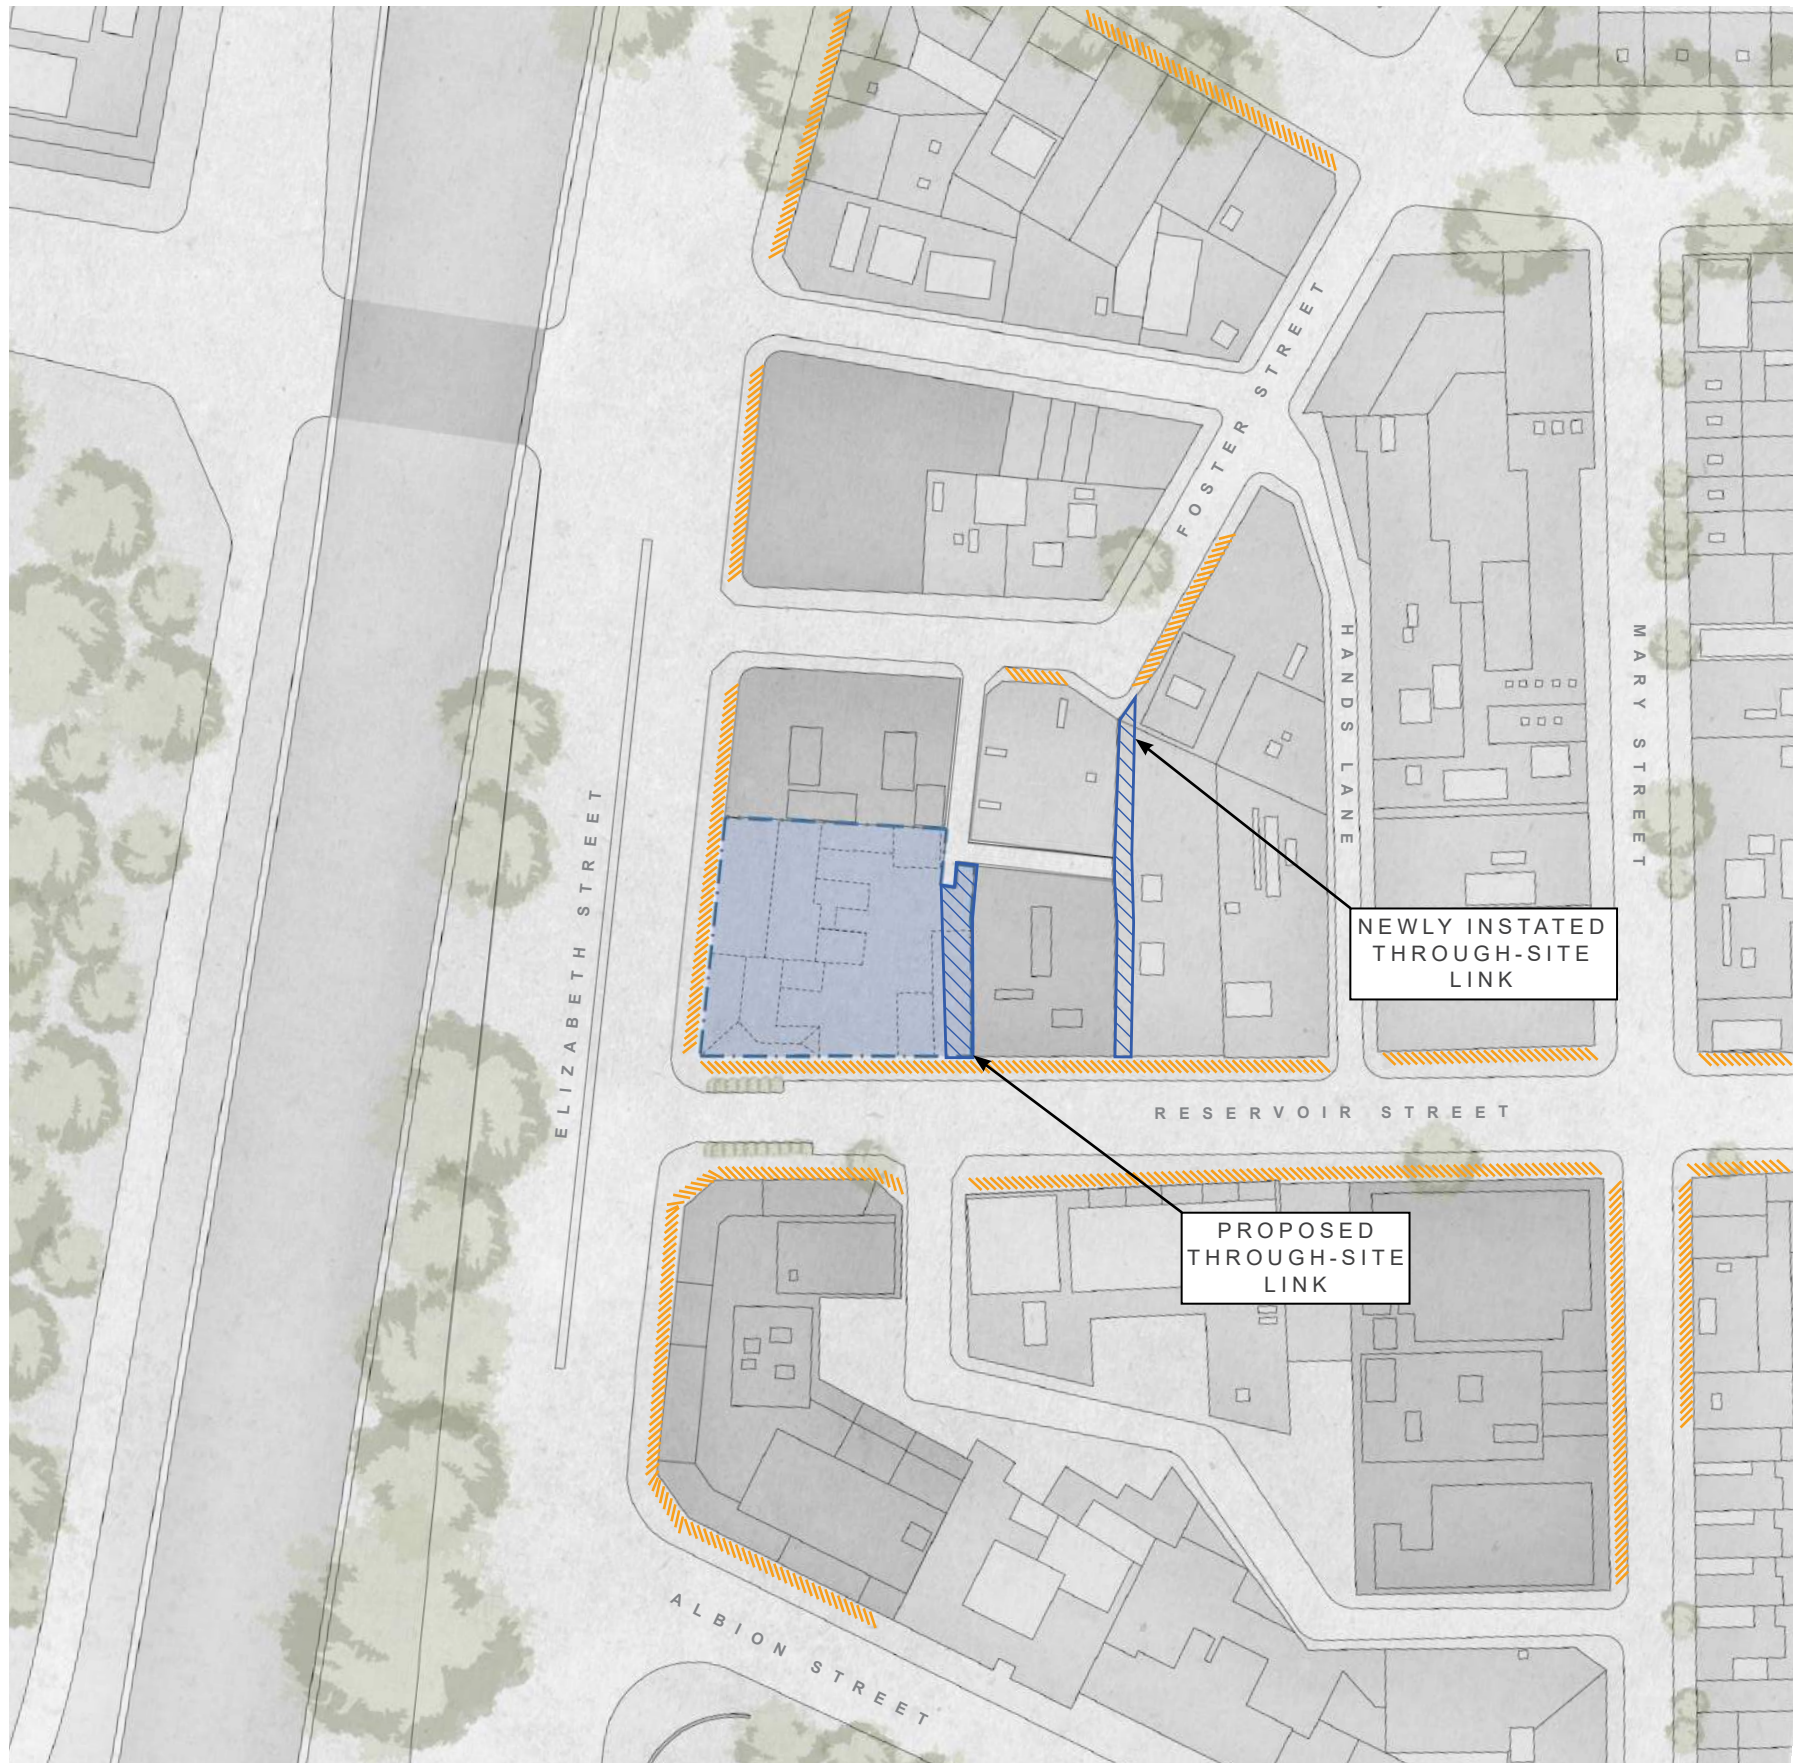 FOSTER STREET
HANDS LANE
MARY STREET
ELIZABETH STREET
NEWLY INSTATED
THROUGH-SITE
LINK
RESERVOIR STREET
PROPOSED
THROUGH-SITE
LINK
ALBION STREET